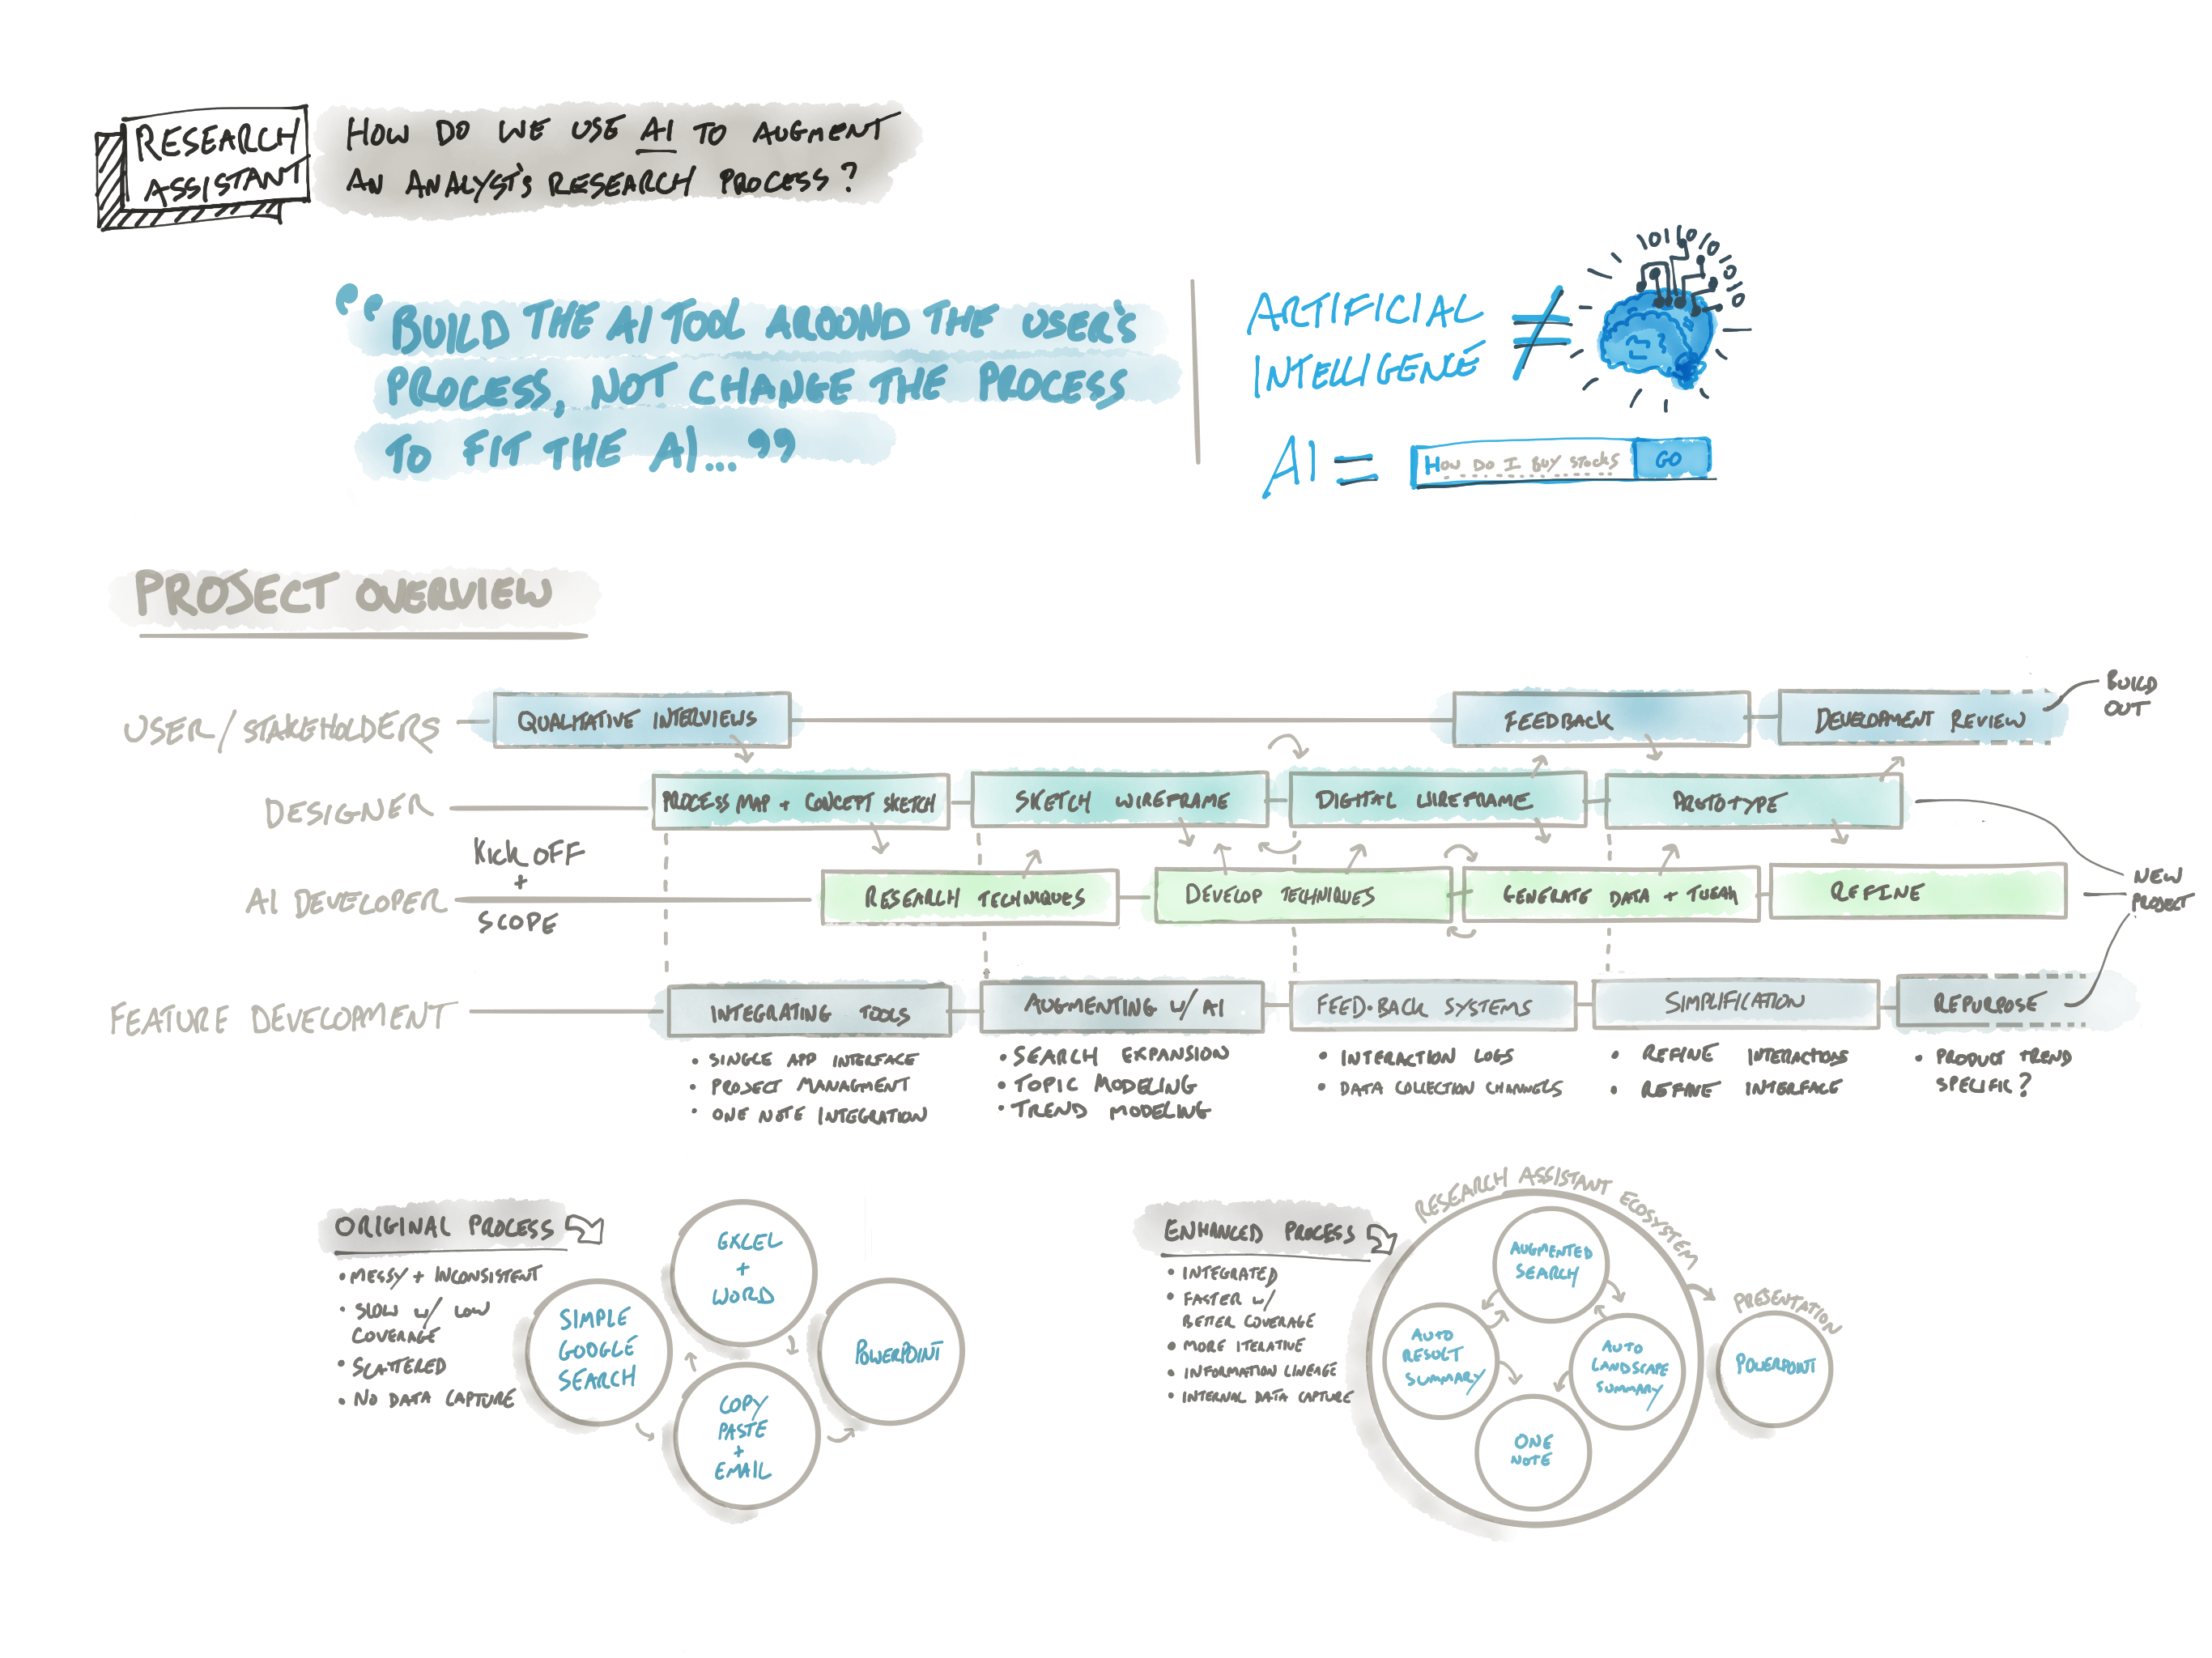 RESEARCH
ASSISTANT
HOW DO WE USE AI TO AUGMENT
AN ANALYST'S RESEARCH PROCESS?
“BUILD THE AI TOOL AROUND THE USER'S
PROCESS, NOT CHANGE THE PROCESS
TO FIT THE AI...”
ARTIFICIAL
INTELLIGENCE ≠
10110101010
AI =
HOW DO I BUY STOCKS
GO
PROJECT OVERVIEW
USER/STAKEHOLDERS
QUALITATIVE INTERVIEWS
FEEDBACK
DEVELOPMENT REVIEW
BUILD
OUT
DESIGNER
PROCESS MAP + CONCEPT SKETCH
SKETCH WIREFRAME
DIGITAL WIREFRAME
PROTOTYPE
KICK OFF
+
SCOPE
AI DEVELOPER
RESEARCH TECHNIQUES
DEVELOP TECHNIQUES
GENERATE DATA + TWEAK
REFINE
NEW
PROJECT
FEATURE DEVELOPMENT
INTEGRATING TOOLS
• SINGLE APP INTERFACE
• PROJECT MANAGMENT
• ONE NOTE INTEGRATION
AUGMENTING W/ AI
• SEARCH EXPANSION
• TOPIC MODELING
• TREND MODELING
FEED-BACK SYSTEMS
• INTERACTION LOGS
• DATA COLLECTION CHANNELS
SIMPLIFICATION
• REFINE INTERACTIONS
• REFINE INTERFACE
REPURPOSE
• PRODUCT TREND
SPECIFIC?
ORIGINAL PROCESS
• MESSY + INCONSISTENT
• SLOW W/ LOW
COVERAGE
• SCATTERED
• NO DATA CAPTURE
SIMPLE
GOOGLE
SEARCH
EXCEL
+
WORD
COPY
PASTE
+
EMAIL
POWERPOINT
ENHANCED PROCESS
• INTEGRATED
• FASTER W/
BETTER COVERAGE
• MORE ITERATIVE
• INFORMATION LINEAGE
• INTERNAL DATA CAPTURE
RESEARCH ASSISTANT ECOSYSTEM
AUGMENTED
SEARCH
AUTO
RESULT
SUMMARY
AUTO
LANDSCAPE
SUMMARY
ONE
NOTE
PRESENTATION
POWERPOINT